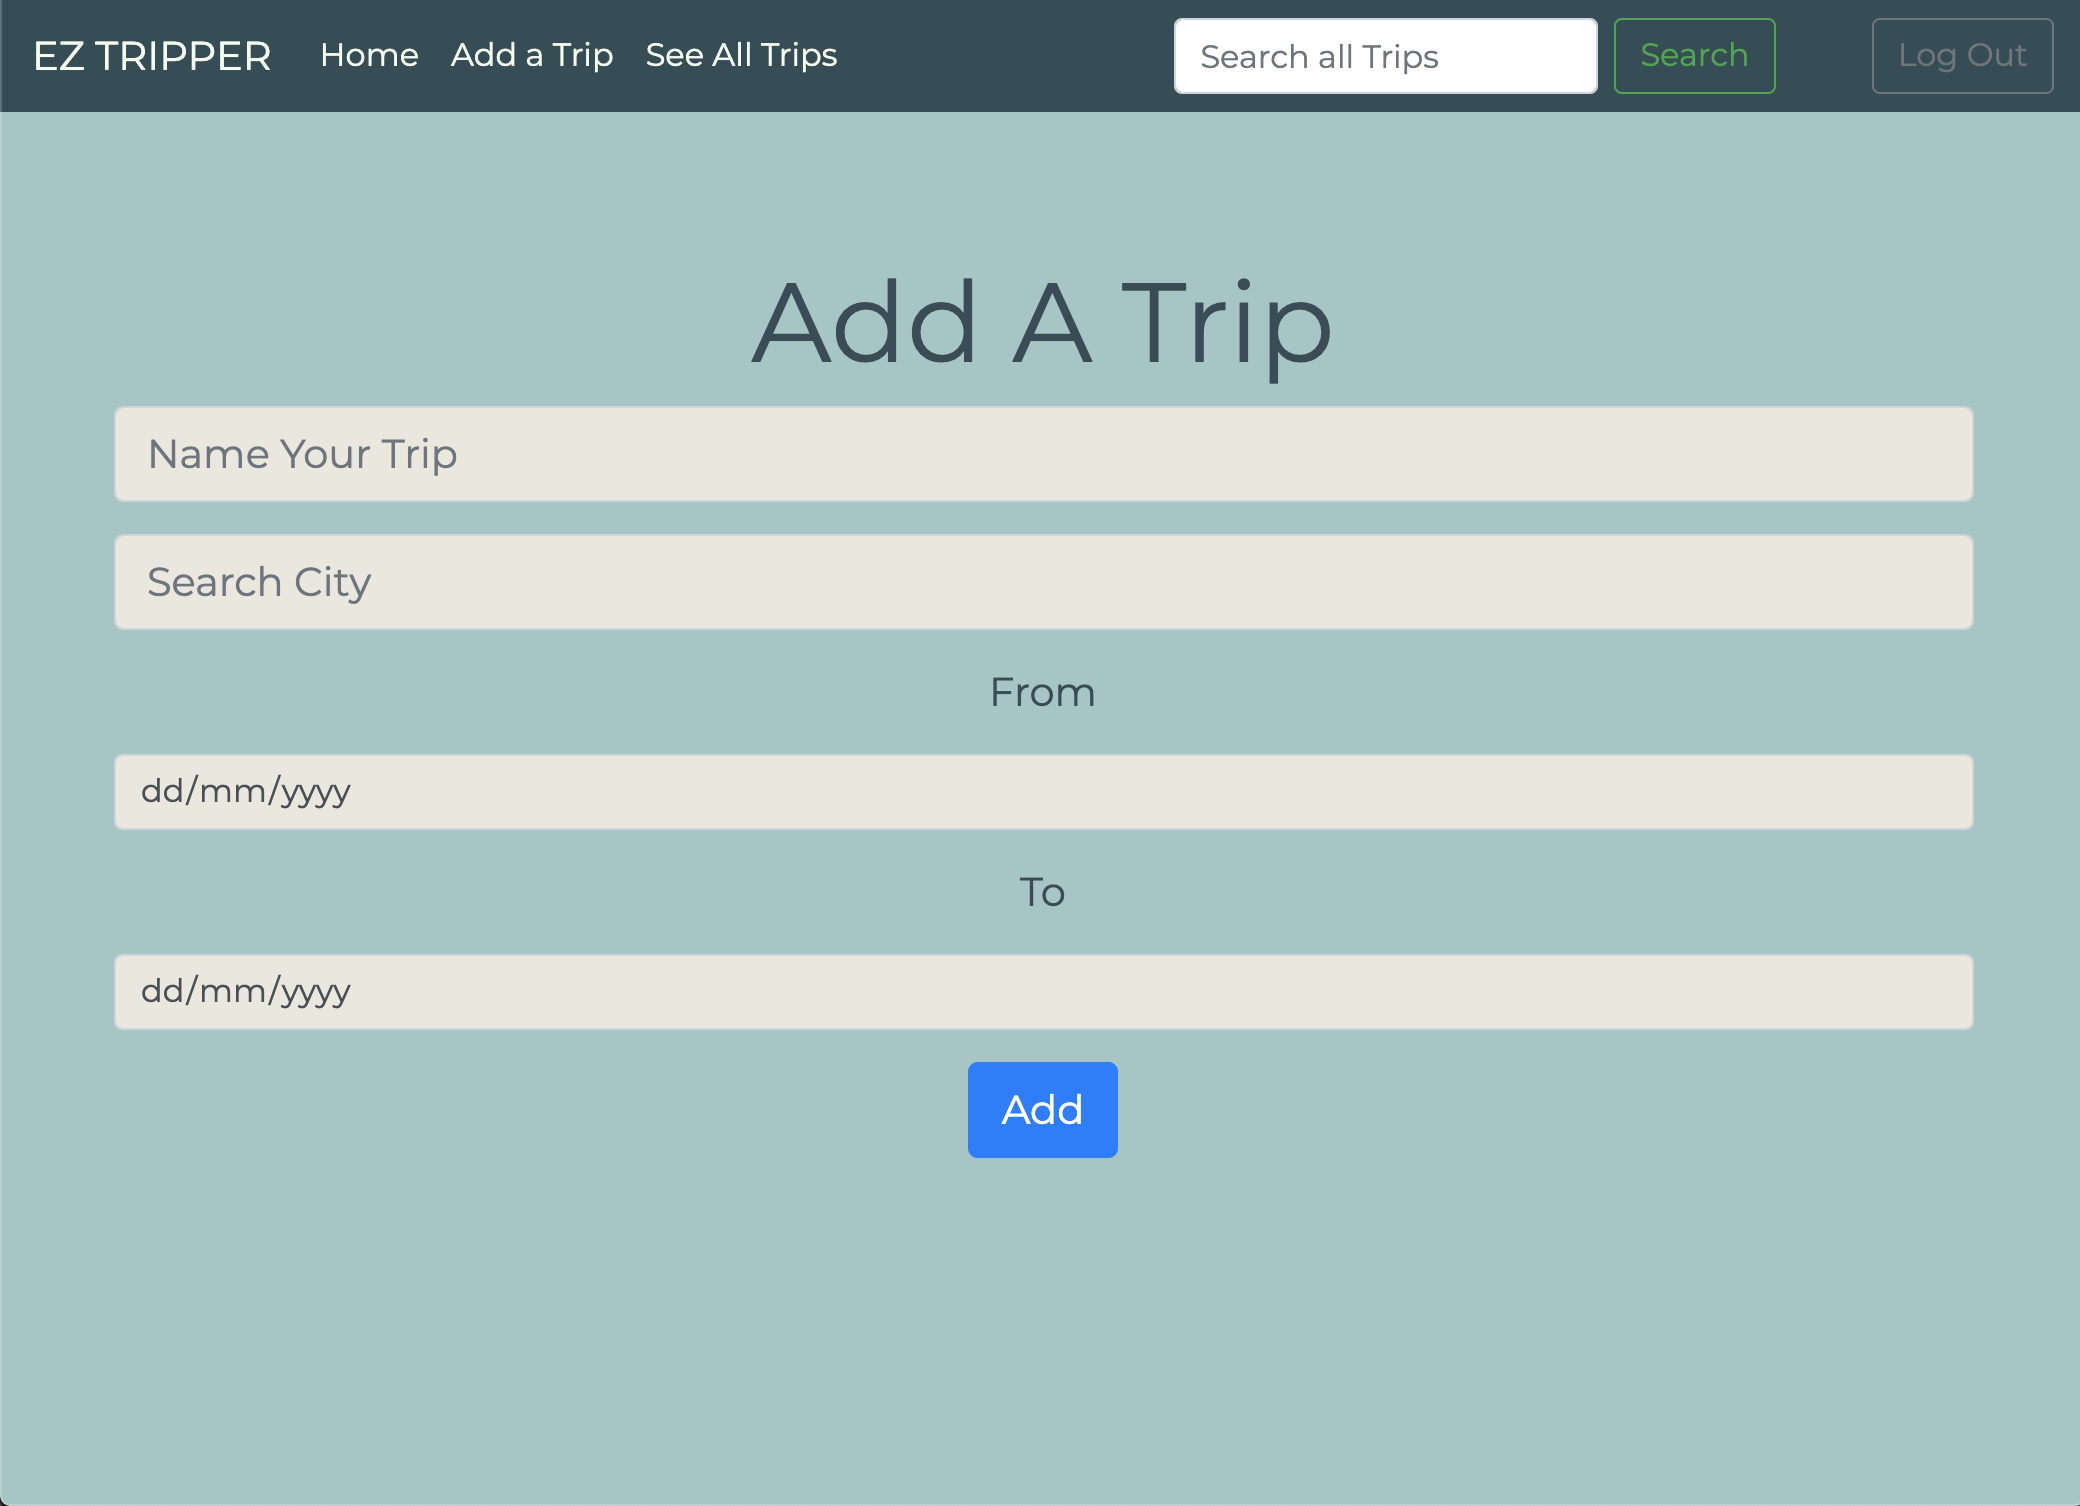 EZ TRIPPER Home Add a Trip See All Trips Search all Trips Search Log Out
Add A Trip
Name Your Trip
Search City
From
dd/mm/yyyy
To
dd/mm/yyyy
Add